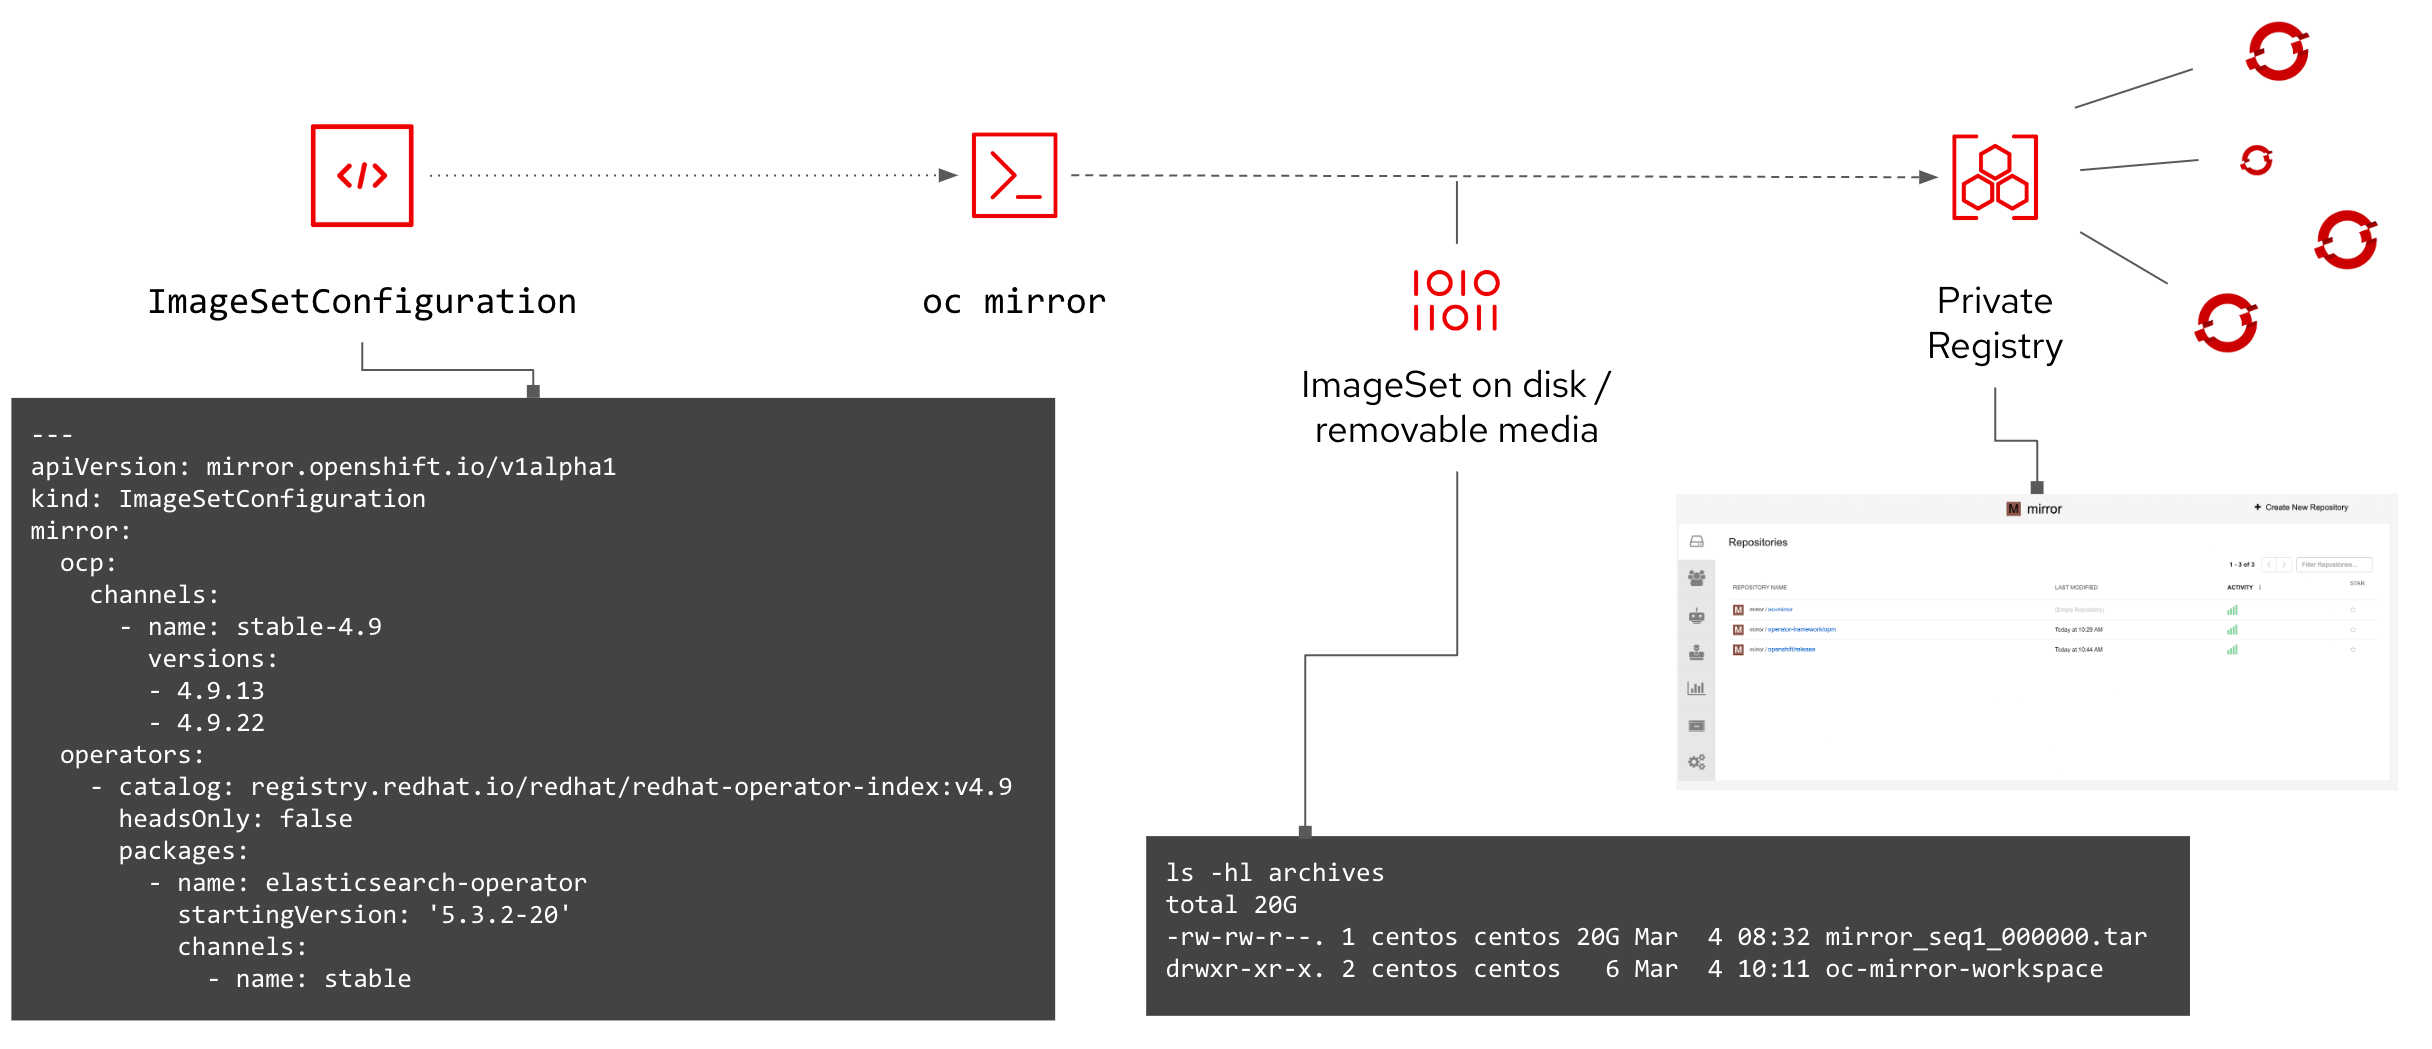 ImageSetConfiguration
oc mirror
ImageSet on disk /
removable media
Private
Registry
---
apiVersion: mirror.openshift.io/v1alpha1
kind: ImageSetConfiguration
mirror:
  ocp:
    channels:
      - name: stable-4.9
        versions:
        - 4.9.13
        - 4.9.22
  operators:
    - catalog: registry.redhat.io/redhat/redhat-operator-index:v4.9
      headsOnly: false
      packages:
        - name: elasticsearch-operator
          startingVersion: '5.3.2-20'
          channels:
            - name: stable
M mirror
+ Create New Repository
Repositories
1 - 3 of 3 < > Filter Repositories...
REPOSITORY NAME LAST MODIFIED ACTIVITY STAR
M mirror / oc-mirror (Empty Repository)
M mirror / operator-framework/opm Today at 10:29 AM
M mirror / openshift/release Today at 10:44 AM
ls -hl archives
total 20G
-rw-rw-r--. 1 centos centos 20G Mar  4 08:32 mirror_seq1_000000.tar
drwxr-xr-x. 2 centos centos   6 Mar  4 10:11 oc-mirror-workspace